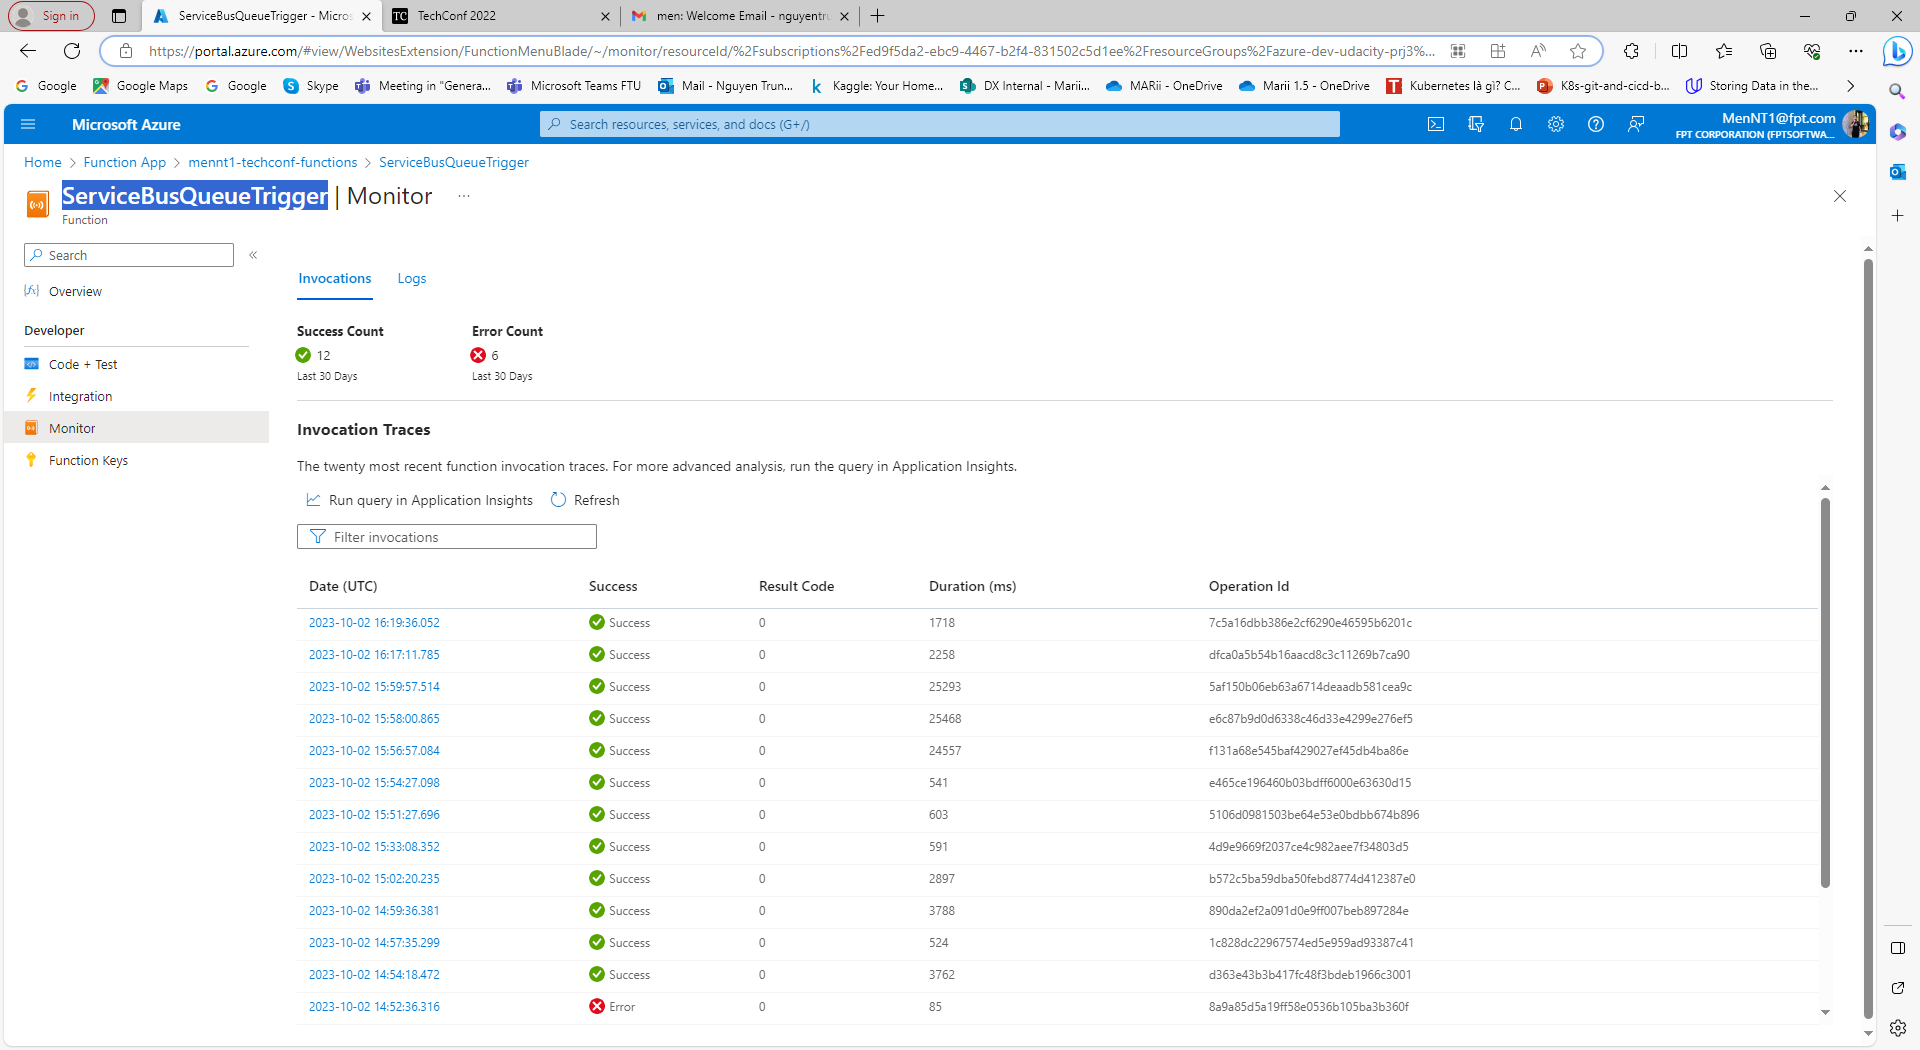 Sign in
ServiceBusQueueTrigger - Micros
TechConf 2022
men: Welcome Email - nguyentru
https://portal.azure.com/#view/WebsitesExtension/FunctionMenuBlade/~/monitor/resourceId/%2Fsubscriptions%2Fed9f5da2-ebc9-4467-b2f4-831502c5d1ee%2FresourceGroups%2Fazure-dev-udacity-prj3%...
Google
Google Maps
Google
Skype
Meeting in "Genera...
Microsoft Teams FTU
Mail - Nguyen Trun...
Kaggle: Your Home...
DX Internal - Marii...
MARii - OneDrive
Marii 1.5 - OneDrive
Kubernetes là gì? C...
K8s-git-and-cicd-b...
Storing Data in the...
Microsoft Azure
Search resources, services, and docs (G+/)
MenNT1@fpt.com
FPT CORPORATION (FPTSOFTWA...
Home > Function App > mennt1-techconf-functions > ServiceBusQueueTrigger
ServiceBusQueueTrigger | Monitor ...
Function
Search
Overview
Developer
Code + Test
Integration
Monitor
Function Keys
Invocations Logs
Success Count Error Count
12 6
Last 30 Days Last 30 Days
Invocation Traces
The twenty most recent function invocation traces. For more advanced analysis, run the query in Application Insights.
Run query in Application Insights Refresh
Filter invocations
Date (UTC) Success Result Code Duration (ms) Operation Id
2023-10-02 16:19:36.052 Success 0 1718 7c5a16dbb386e2cf6290e46595b6201c
2023-10-02 16:17:11.785 Success 0 2258 dfca0a5b54b16aacd8c3c11269b7ca90
2023-10-02 15:59:57.514 Success 0 25293 5af150b06eb63a6714deaadb581cea9c
2023-10-02 15:58:00.865 Success 0 25468 e6c87b9d0d6338c46d33e4299e276ef5
2023-10-02 15:56:57.084 Success 0 24557 f131a68e545baf429027ef45db4ba86e
2023-10-02 15:54:27.098 Success 0 541 e465ce196460b03bdff6000e63630d15
2023-10-02 15:51:27.696 Success 0 603 5106d0981503be64e53e0bdbb674b896
2023-10-02 15:33:08.352 Success 0 591 4d9e9669f2037ce4c982aee7f34803d5
2023-10-02 15:02:20.235 Success 0 2897 b572c5ba59dba50febd8774d412387e0
2023-10-02 14:59:36.381 Success 0 3788 890da2ef2a091d0e9ff007beb897284e
2023-10-02 14:57:35.299 Success 0 524 1c828dc22967574ed5e959ad93387c41
2023-10-02 14:54:18.472 Success 0 3762 d363e43b3b417fc48f3bdeb1966c3001
2023-10-02 14:52:36.316 Error 0 85 8a9a85d5a19ff58e0536b105ba3b360f